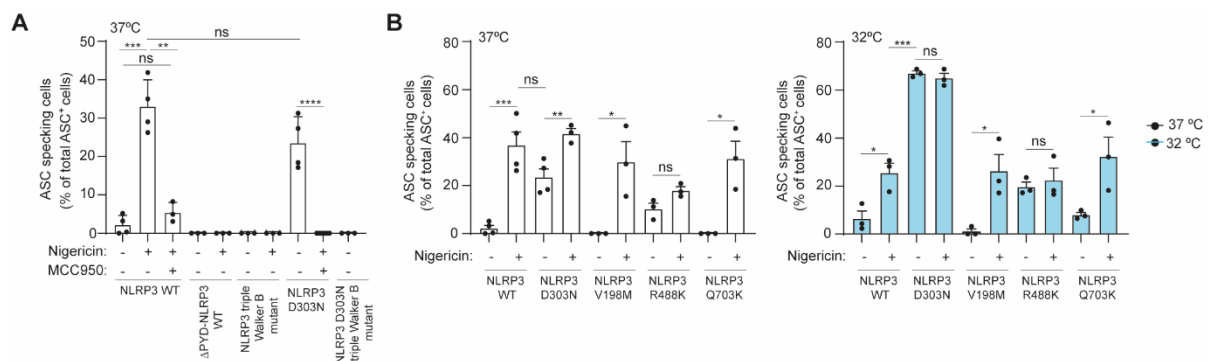 A
37ºC
ASC specking cells
(% of total ASC⁺ cells)
50
40
30
20
10
0
ns
*** **
ns
****
Nigericin: - + + - + - + - + -
MCC950: + +
NLRP3 WT
ΔPYD-NLRP3
WT
NLRP3 triple
Walker B
mutant
NLRP3
D303N
NLRP3 D303N
triple Walker B
mutant
B
37ºC
ASC specking cells
(% of total ASC⁺ cells)
80
60
40
20
0
ns
***
**
*
ns
*
Nigericin: - + - + - + - + - +
NLRP3
WT
NLRP3
D303N
NLRP3
V198M
NLRP3
R488K
NLRP3
Q703K
32ºC
ASC specking cells
(% of total ASC⁺ cells)
80
60
40
20
0
*** ns
*
*
ns
*
- + - + - + - + - +
NLRP3
WT
NLRP3
D303N
NLRP3
V198M
NLRP3
R488K
NLRP3
Q703K
37 ºC
32 ºC